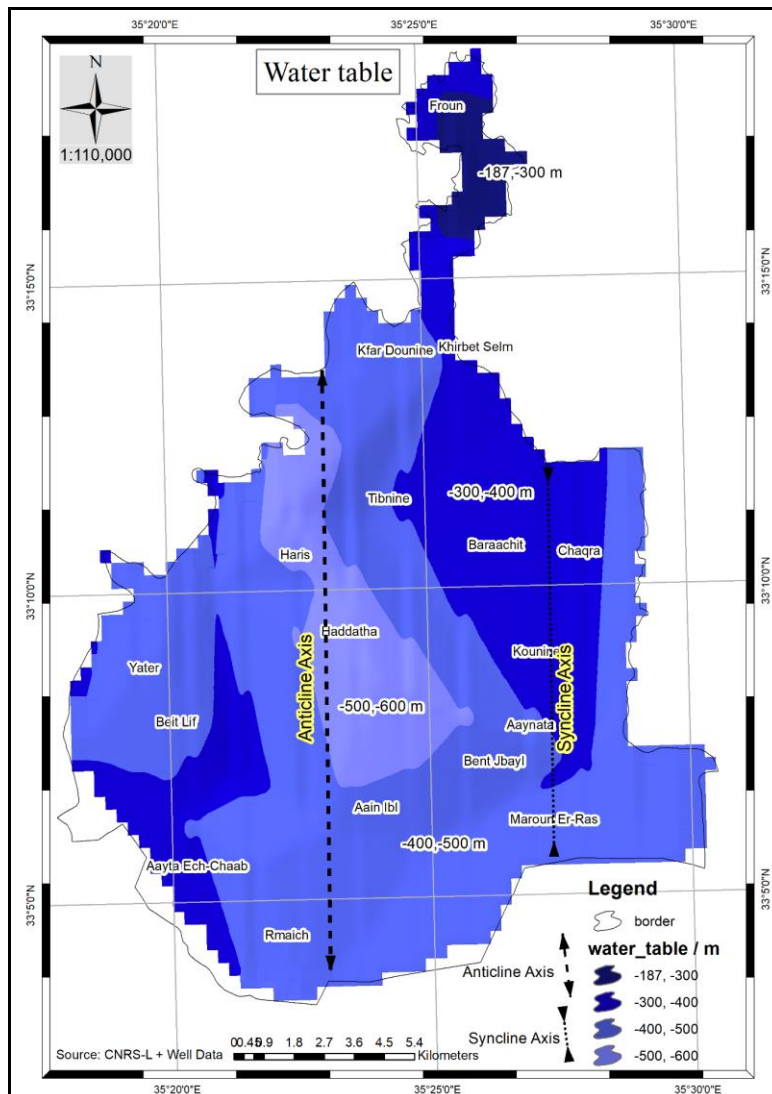 35°20'0"E 35°25'0"E 35°30'0"E
Water table
N
1:110,000
Froun
-187,-300 m
33°15'0"N 33°15'0"N
Kfar Dounine
Khirbet Selm
Tibnine
-300,-400 m
Baraachit
Chaqra
Haris
33°10'0"N 33°10'0"N
Haddatha
Kounine
Yater
Anticline Axis
Syncline Axis
-500,-600 m
Beit Lif
Aaynata
Bent Jbayl
Aain Ibl
Maroun Er-Ras
-400,-500 m
Aayta Ech-Chaab
33°5'0"N 33°5'0"N
Rmaich
Legend
border
water_table / m
Anticline Axis
-187, -300
-300, -400
Syncline Axis
-400, -500
-500, -600
Source: CNRS-L + Well Data
0 0.45 0.9 1.8 2.7 3.6 4.5 5.4
Kilometers
35°20'0"E 35°25'0"E 35°30'0"E